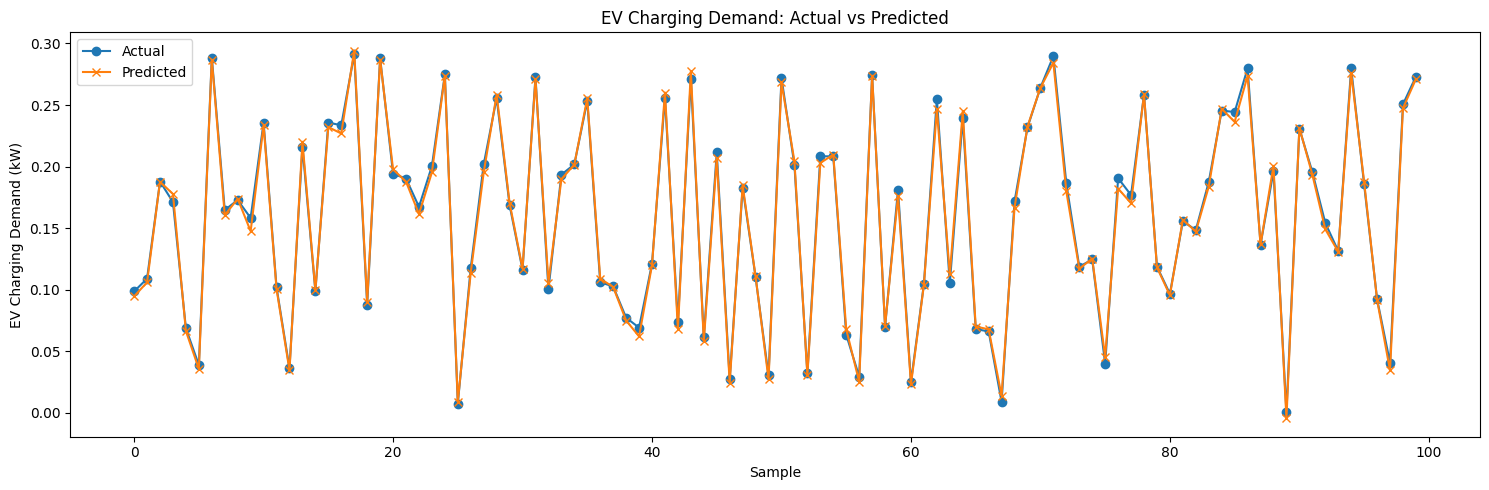 EV Charging Demand: Actual vs Predicted
Actual
Predicted
EV Charging Demand (kW)
0.30
0.25
0.20
0.15
0.10
0.05
0.00
0
20
40
60
80
100
Sample